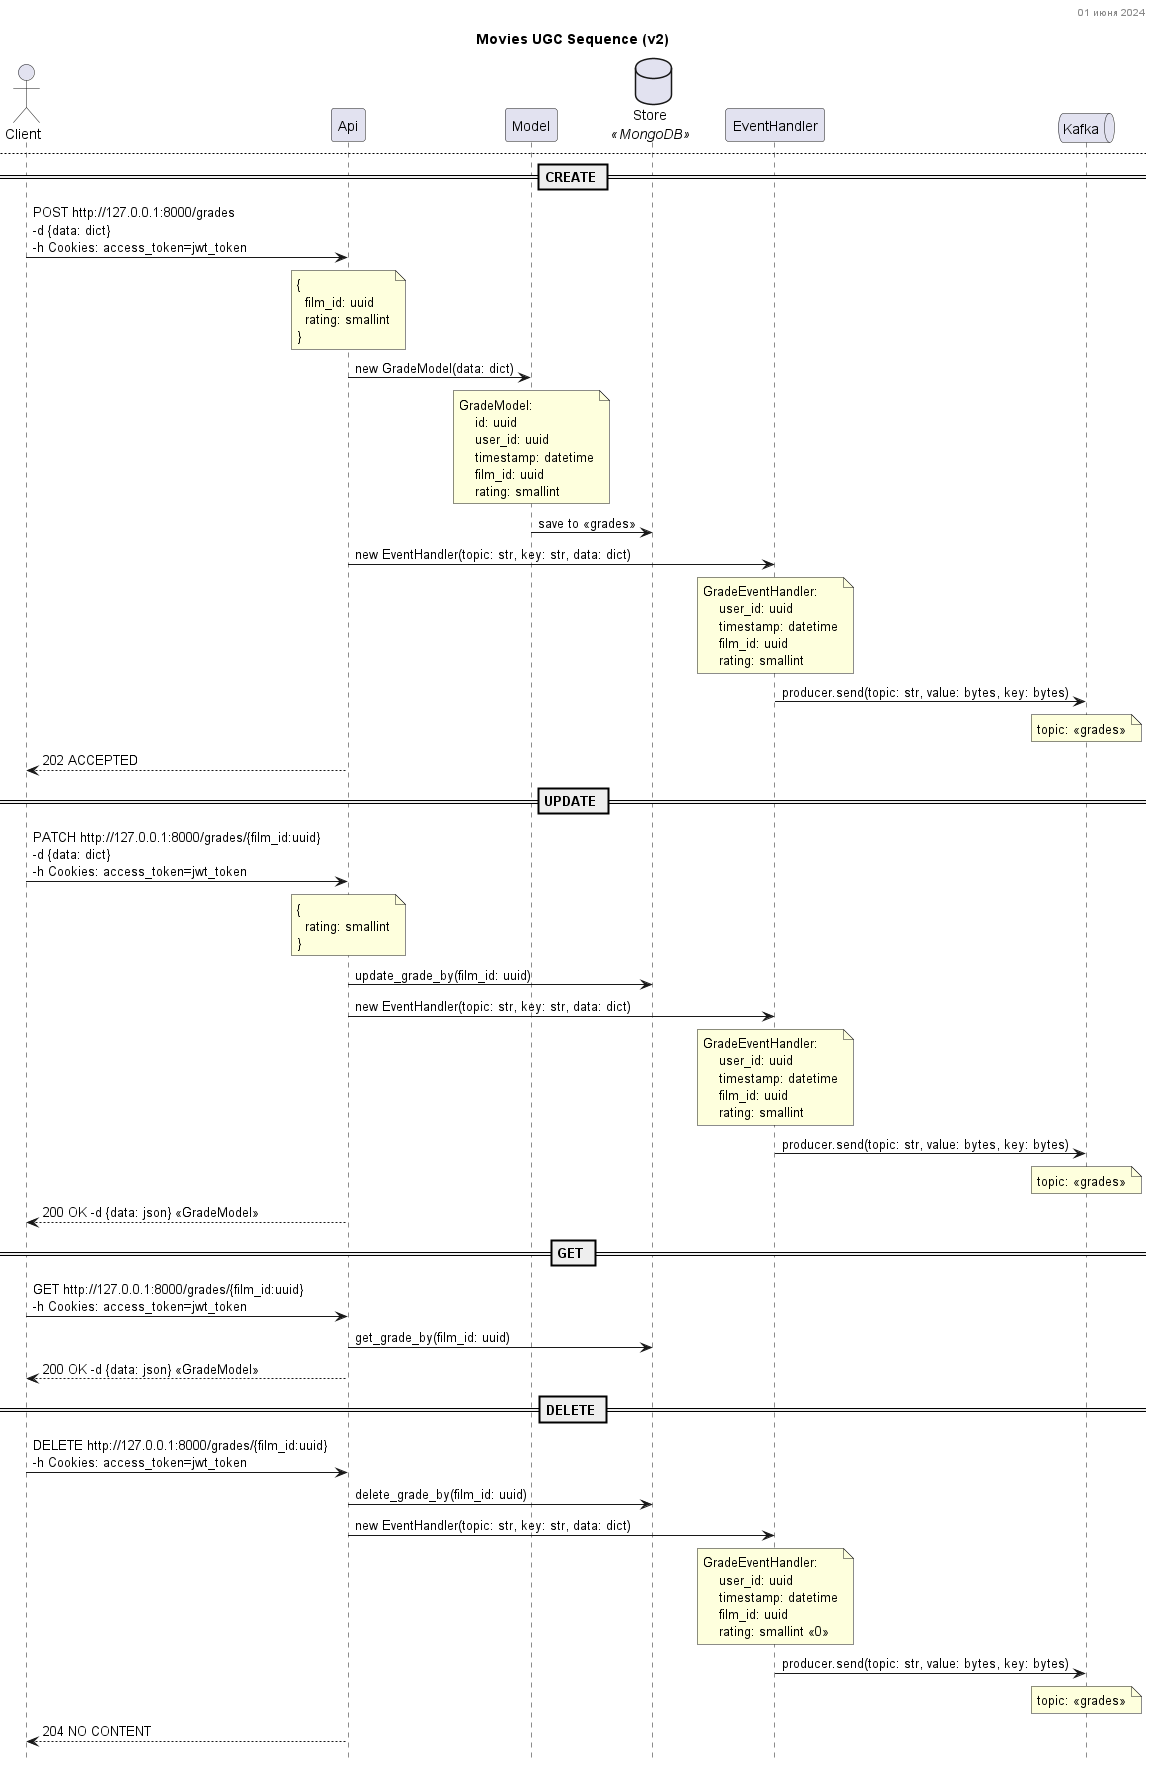 01 июня 2024
Movies UGC Sequence (v2)
Client
Api
Model
Store
«MongoDB»
EventHandler
Kafka
CREATE
POST http://127.0.0.1:8000/grades
-d {data: dict}
-h Cookies: access_token=jwt_token
{
film_id: uuid
rating: smallint
}
new GradeModel(data: dict)
GradeModel:
id: uuid
user_id: uuid
timestamp: datetime
film_id: uuid
rating: smallint
save to «grades»
new EventHandler(topic: str, key: str, data: dict)
GradeEventHandler:
user_id: uuid
timestamp: datetime
film_id: uuid
rating: smallint
producer.send(topic: str, value: bytes, key: bytes)
topic: «grades»
202 ACCEPTED
UPDATE
PATCH http://127.0.0.1:8000/grades/{film_id:uuid}
-d {data: dict}
-h Cookies: access_token=jwt_token
{
rating: smallint
}
update_grade_by(film_id: uuid)
new EventHandler(topic: str, key: str, data: dict)
GradeEventHandler:
user_id: uuid
timestamp: datetime
film_id: uuid
rating: smallint
producer.send(topic: str, value: bytes, key: bytes)
topic: «grades»
200 OK -d {data: json} «GradeModel»
GET
GET http://127.0.0.1:8000/grades/{film_id:uuid}
-h Cookies: access_token=jwt_token
get_grade_by(film_id: uuid)
200 OK -d {data: json} «GradeModel»
DELETE
DELETE http://127.0.0.1:8000/grades/{film_id:uuid}
-h Cookies: access_token=jwt_token
delete_grade_by(film_id: uuid)
new EventHandler(topic: str, key: str, data: dict)
GradeEventHandler:
user_id: uuid
timestamp: datetime
film_id: uuid
rating: smallint «0»
producer.send(topic: str, value: bytes, key: bytes)
topic: «grades»
204 NO CONTENT